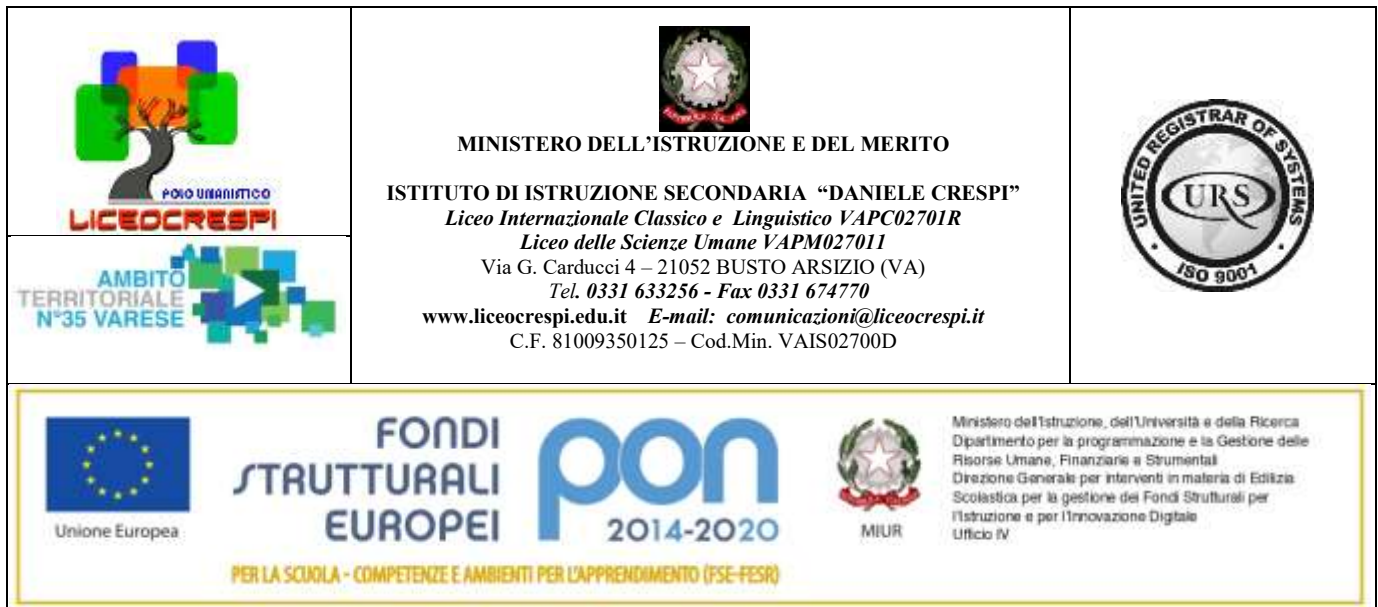 POLO UMANISTICO
LICEOCRESPI
AMBITO
TERRITORIALE
N°35 VARESE
MINISTERO DELL’ISTRUZIONE E DEL MERITO
ISTITUTO DI ISTRUZIONE SECONDARIA “DANIELE CRESPI”
Liceo Internazionale Classico e Linguistico VAPC02701R
Liceo delle Scienze Umane VAPM027011
Via G. Carducci 4 – 21052 BUSTO ARSIZIO (VA)
Tel. 0331 633256 - Fax 0331 674770
www.liceocrespi.edu.it E-mail: comunicazioni@liceocrespi.it
C.F. 81009350125 – Cod.Min. VAIS02700D
UNITED REGISTRAR OF SYSTEMS
URS
ISO 9001
Unione Europea
FONDI
STRUTTURALI
EUROPEI
pon
2014-2020
PER LA SCUOLA - COMPETENZE E AMBIENTI PER L'APPRENDIMENTO (FSE-FESR)
MIUR
Ministero dell'Istruzione, dell'Università e della Ricerca
Dipartimento per la programmazione e la Gestione delle
Risorse Umane, Finanziarie e Strumentali
Direzione Generale per interventi in materia di Edilizia
Scolastica per la gestione dei Fondi Strutturali per
l'Istruzione e per l'Innovazione Digitale
Ufficio IV